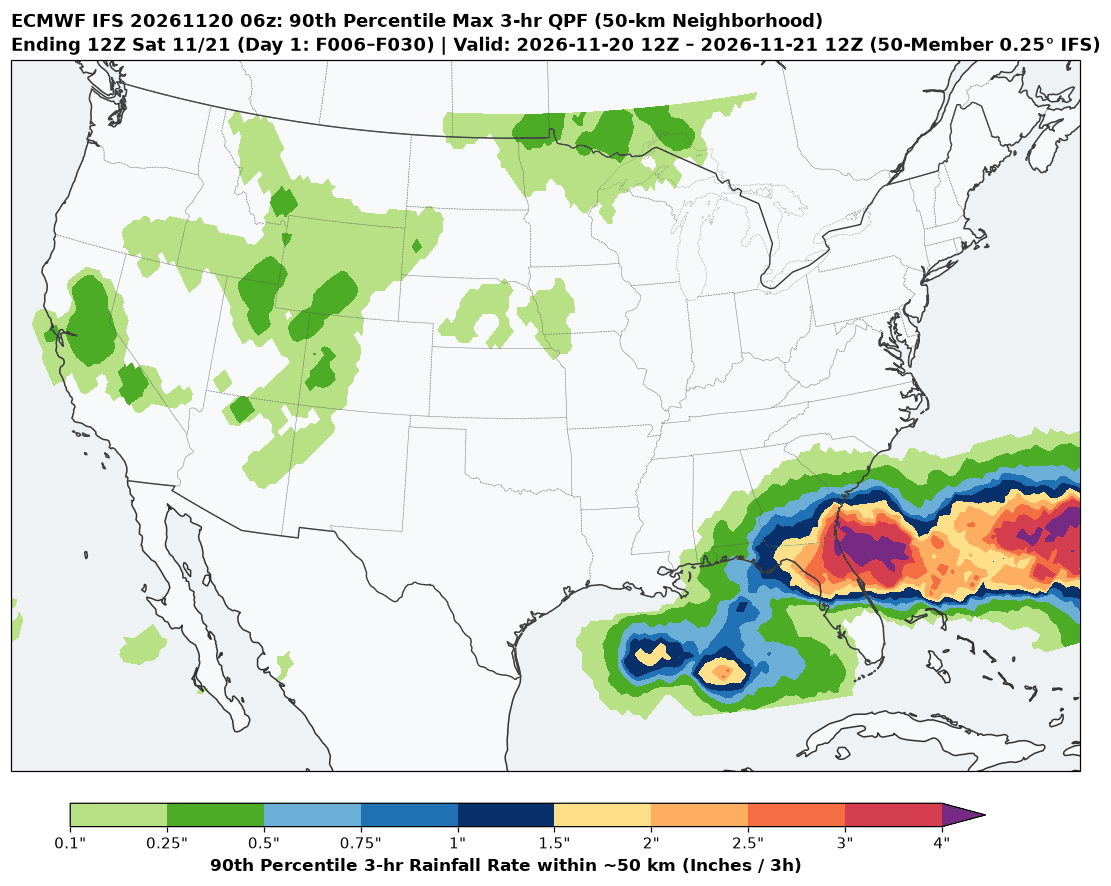 ECMWF IFS 20261120 06z: 90th Percentile Max 3-hr QPF (50-km Neighborhood)
Ending 12Z Sat 11/21 (Day 1: F006–F030) | Valid: 2026-11-20 12Z – 2026-11-21 12Z (50-Member 0.25° IFS)
0.1" 0.25" 0.5" 0.75" 1" 1.5" 2" 2.5" 3" 4"
90th Percentile 3-hr Rainfall Rate within ~50 km (Inches / 3h)